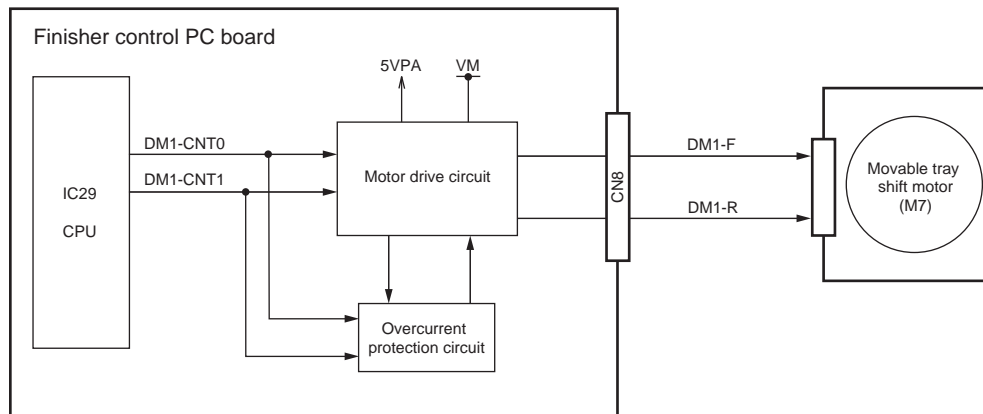 Finisher control PC board
5VPA
VM
DM1-CNT0
DM1-CNT1
IC29
CPU
Motor drive circuit
CN8
DM1-F
DM1-R
Movable tray
shift motor
(M7)
Overcurrent
protection circuit